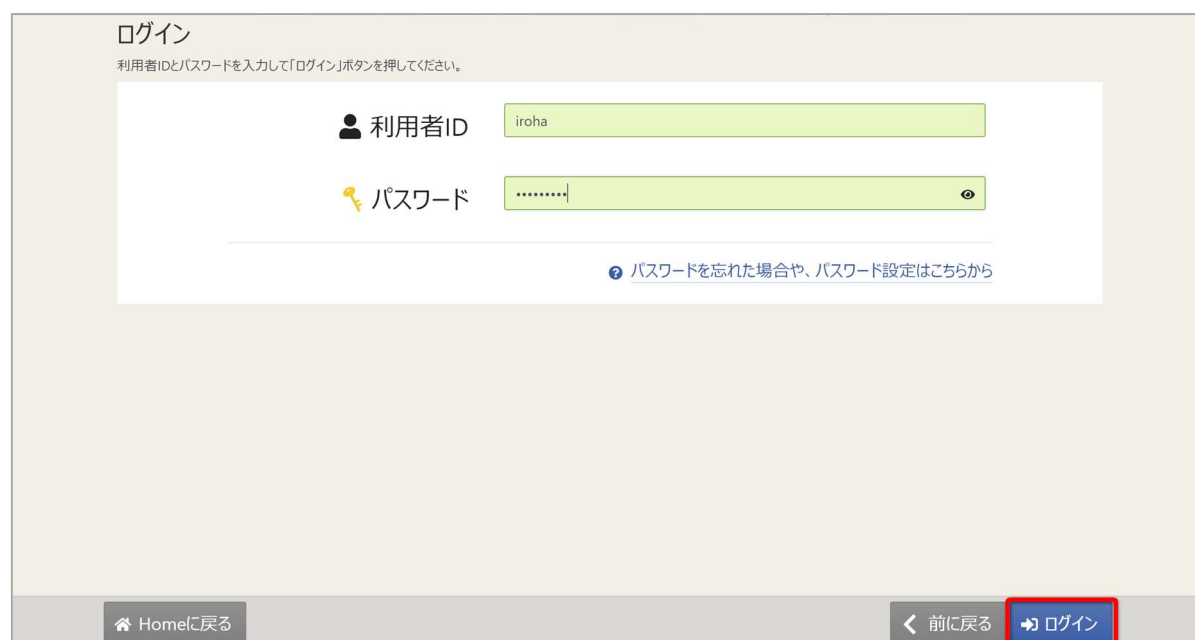 ログイン
利用者IDとパスワードを入力して「ログイン」ボタンを押してください。
利用者ID
iroha
パスワード
•••••••••
パスワードを忘れた場合や、パスワード設定はこちらから
Homeに戻る
前に戻る
ログイン